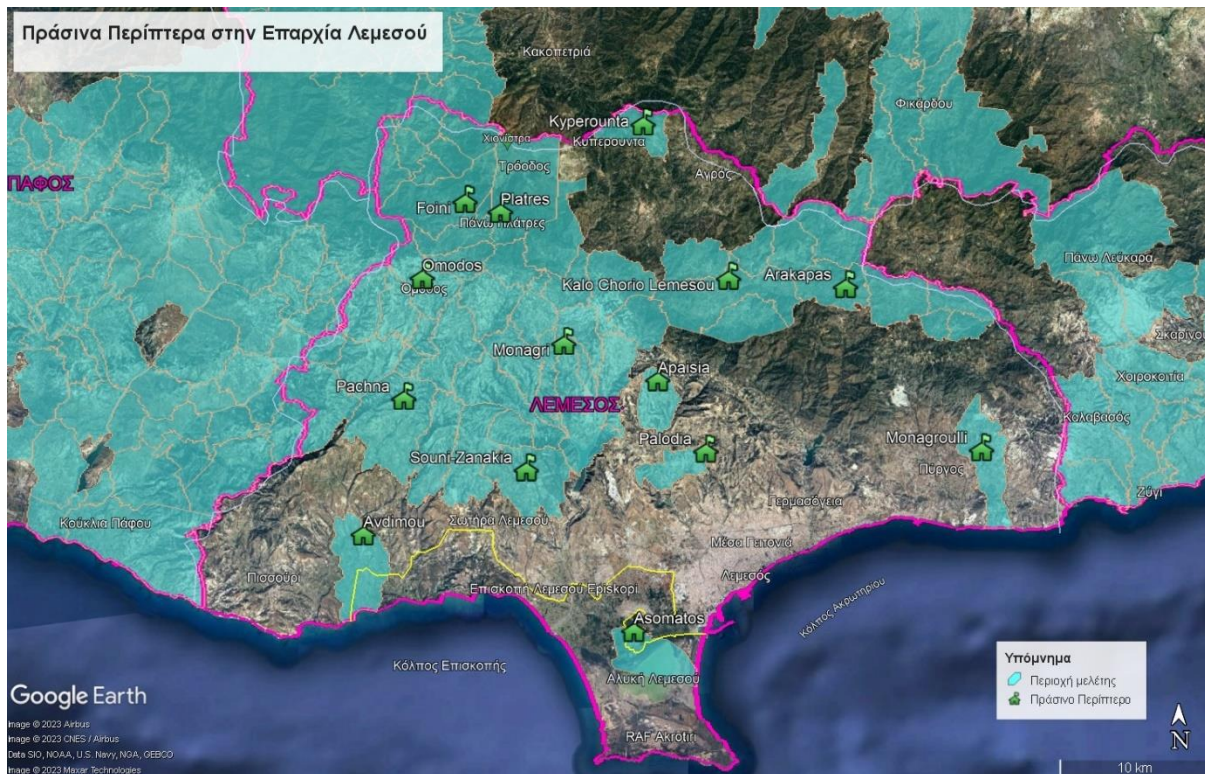 Πράσινα Περίπτερα στην Επαρχία Λεμεσού
Κακοπετριά
Φικάρδου
Kyperounta
Κυπερούντα
Χιονίστρα
Τρόοδος
Αγρός
ΠΑΦΟΣ
Foini
Platres
Πάνω Πλάτρες
Omodos
Όμοδος
Kalo Chorio Lemesou
Arakapas
Πάνω Λεύκαρα
Σκαρίνου
Monagri
Apaisia
Χοιροκοιτία
Pachna
ΛΕΜΕΣΟΣ
Καλαβασός
Palodia
Monagroulli
Πύργος
Souni-Zanakia
Γερμασόγεια
Ζύγι
Κούκλια Πάφου
Avdimou
Σωτήρα Λεμεσού
Μέσα Γειτονιά
Πισσούρι
Επισκοπή Λεμεσού Episkopi
Λεμεσός
Asomatos
Κόλπος Ακρωτηρίου
Κόλπος Επισκοπής
Αλυκή Λεμεσού
RAF Akrotiri
Υπόμνημα
Περιοχή μελέτης
Πράσινο Περίπτερο
Google Earth
Image © 2023 Airbus
Image © 2023 CNES / Airbus
Data SIO, NOAA, U.S. Navy, NGA, GEBCO
Image © 2023 Maxar Technologies
N
10 km